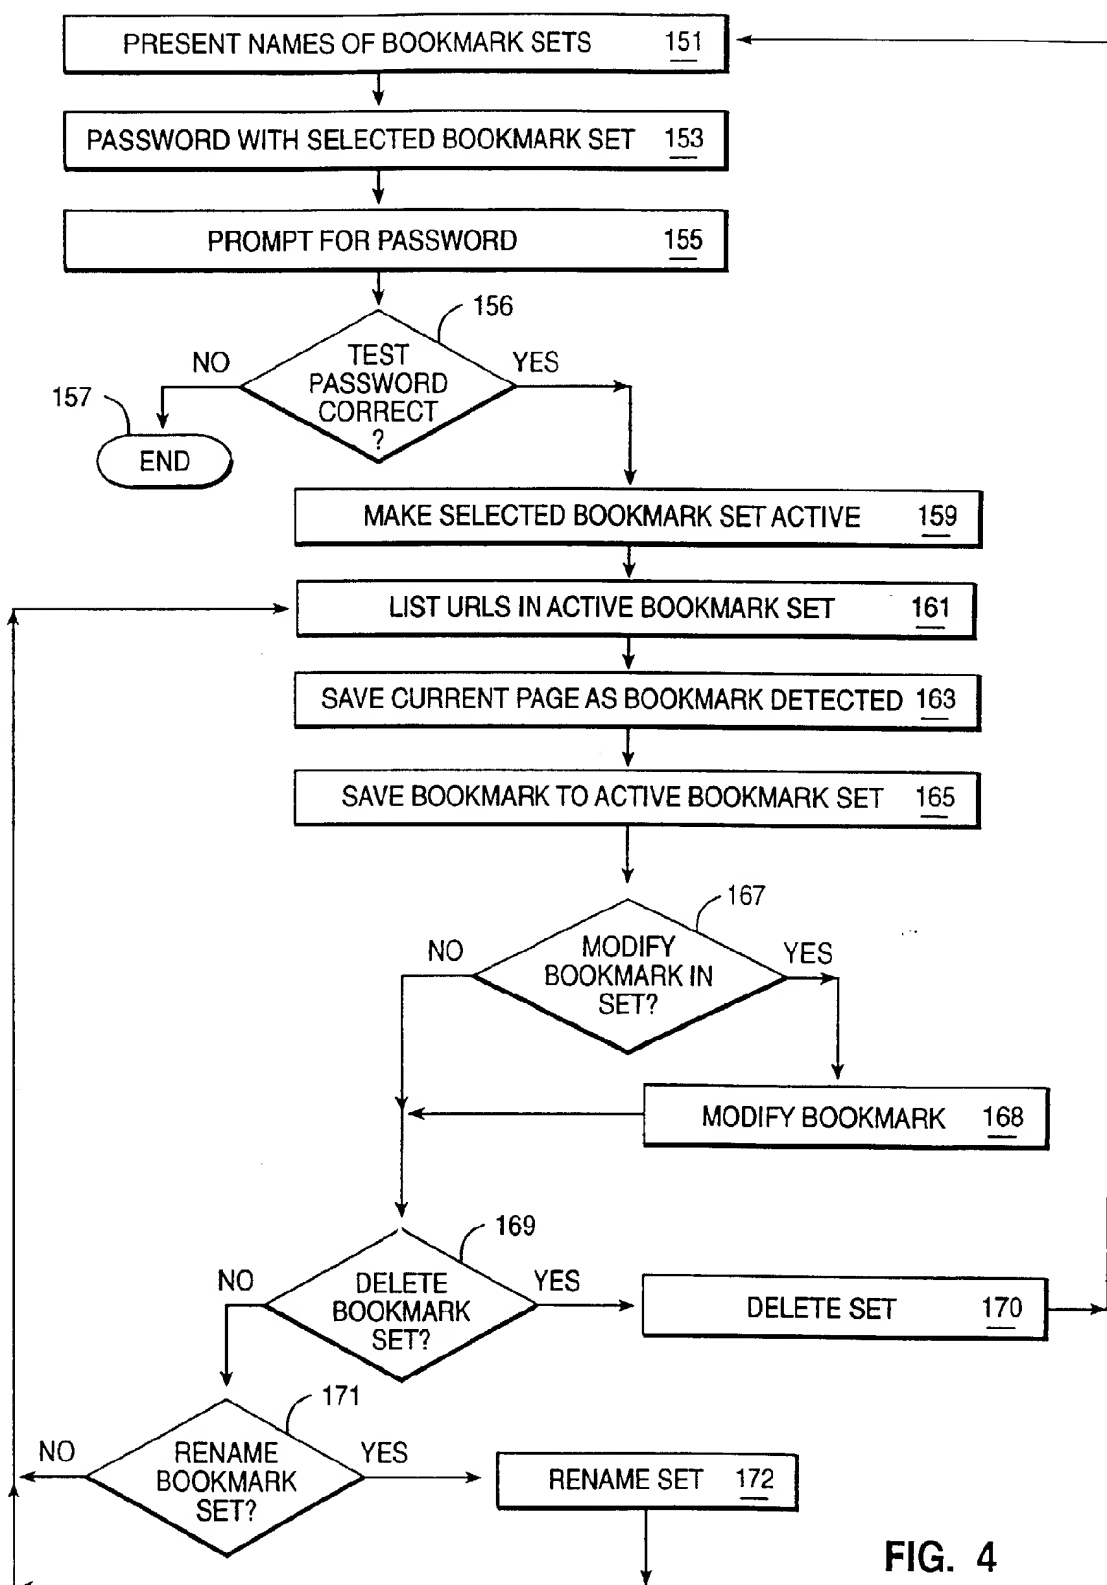 PRESENT NAMES OF BOOKMARK SETS 151
PASSWORD WITH SELECTED BOOKMARK SET 153
PROMPT FOR PASSWORD 155
156
NO
TEST
PASSWORD
CORRECT
?
YES
157
END
MAKE SELECTED BOOKMARK SET ACTIVE 159
LIST URLS IN ACTIVE BOOKMARK SET 161
SAVE CURRENT PAGE AS BOOKMARK DETECTED 163
SAVE BOOKMARK TO ACTIVE BOOKMARK SET 165
167
NO
MODIFY
BOOKMARK IN
SET?
YES
MODIFY BOOKMARK 168
169
NO
DELETE
BOOKMARK
SET?
YES
DELETE SET 170
171
NO
RENAME
BOOKMARK
SET?
YES
RENAME SET 172
FIG. 4